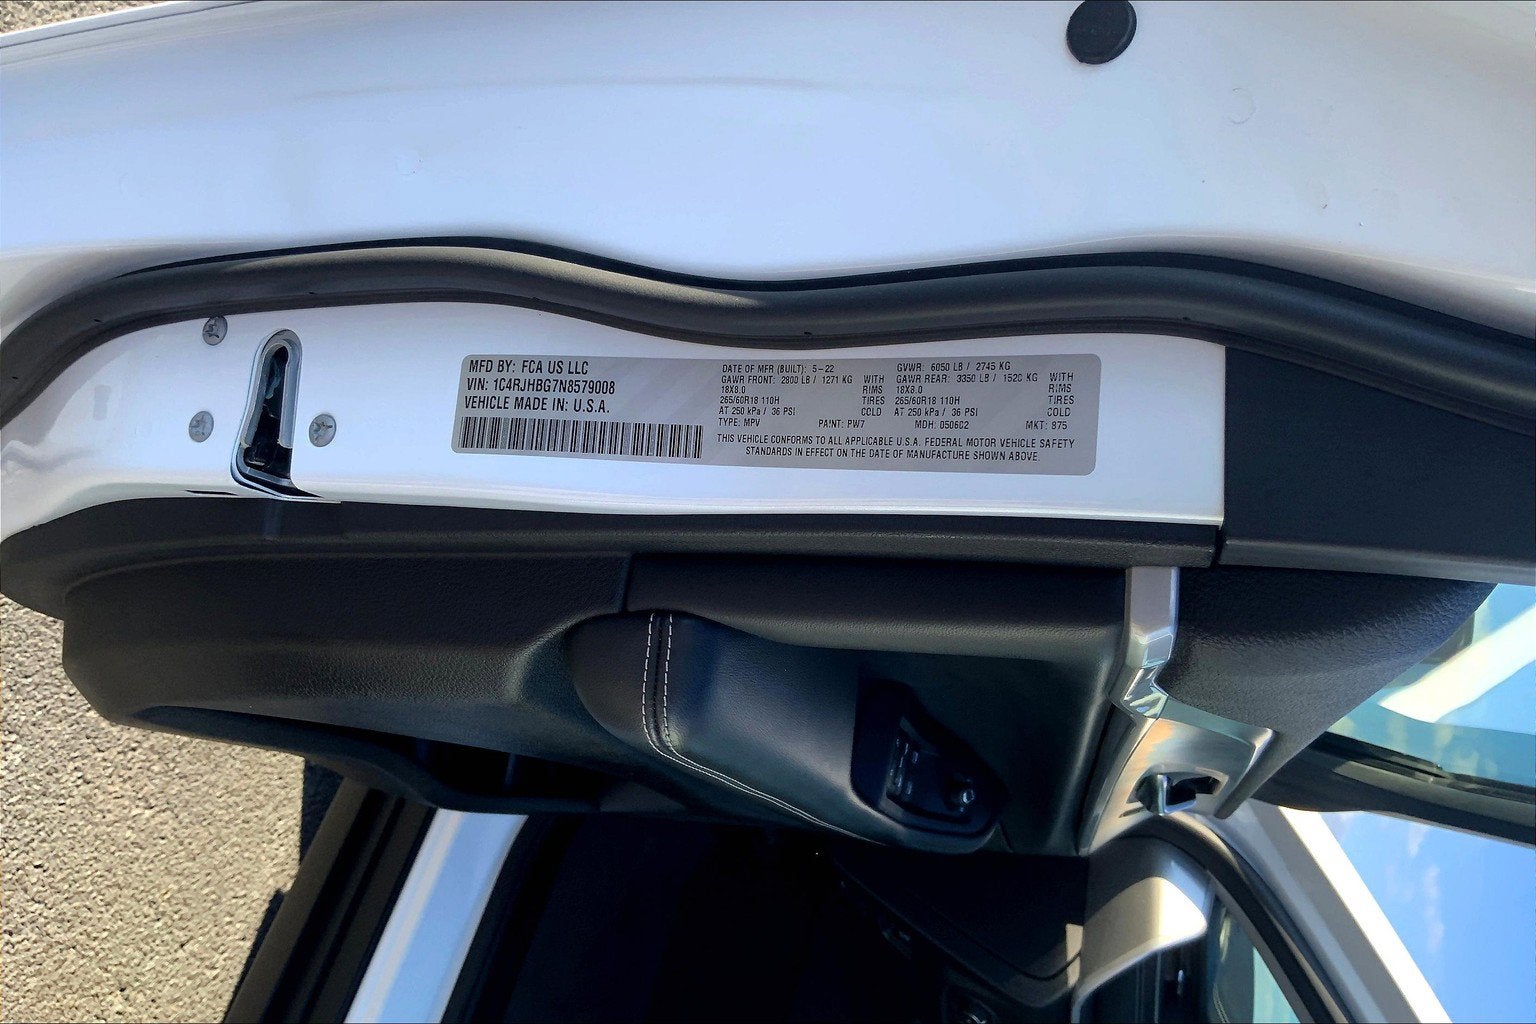 MFD BY: FCA US LLC
VIN: 1C4RJHBG7N8579008
VEHICLE MADE IN: U.S.A.
DATE OF MFR (BUILT): 5-22
GAWR FRONT: 2800 LB / 1271 KG WITH
18X8.0 RIMS
265/60R18 110H TIRES
AT 250 kPa / 36 PSI COLD
TYPE: MPV PAINT: PW7
GVWR: 6050 LB / 2745 KG
GAWR REAR: 3350 LB / 1520 KG WITH
18X8.0 RIMS
265/60R18 110H TIRES
AT 250 kPa / 36 PSI COLD
MDH: 050602 MKT: 875
THIS VEHICLE CONFORMS TO ALL APPLICABLE U.S.A. FEDERAL MOTOR VEHICLE SAFETY
STANDARDS IN EFFECT ON THE DATE OF MANUFACTURE SHOWN ABOVE.